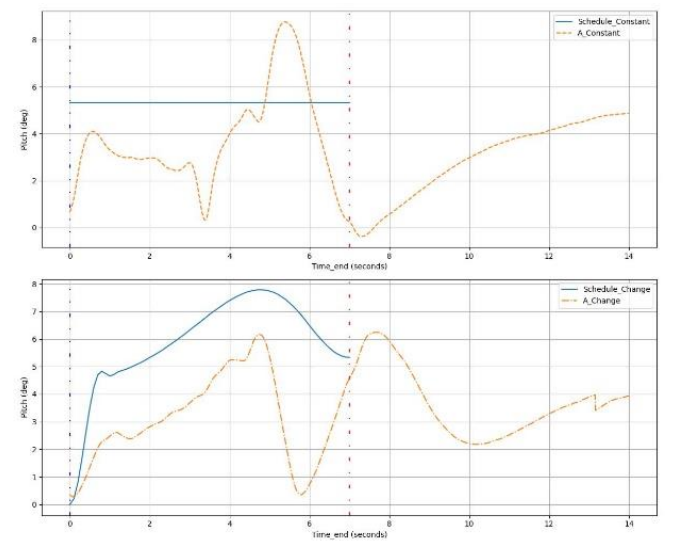 Schedule_Constant
A_Constant
8
6
4
2
0
Pitch (deg)
0 2 4 6 8 10 12 14
Time_end (seconds)
Schedule_Change
A_Change
8
7
6
5
4
3
2
1
0
Pitch (deg)
0 2 4 6 8 10 12 14
Time_end (seconds)